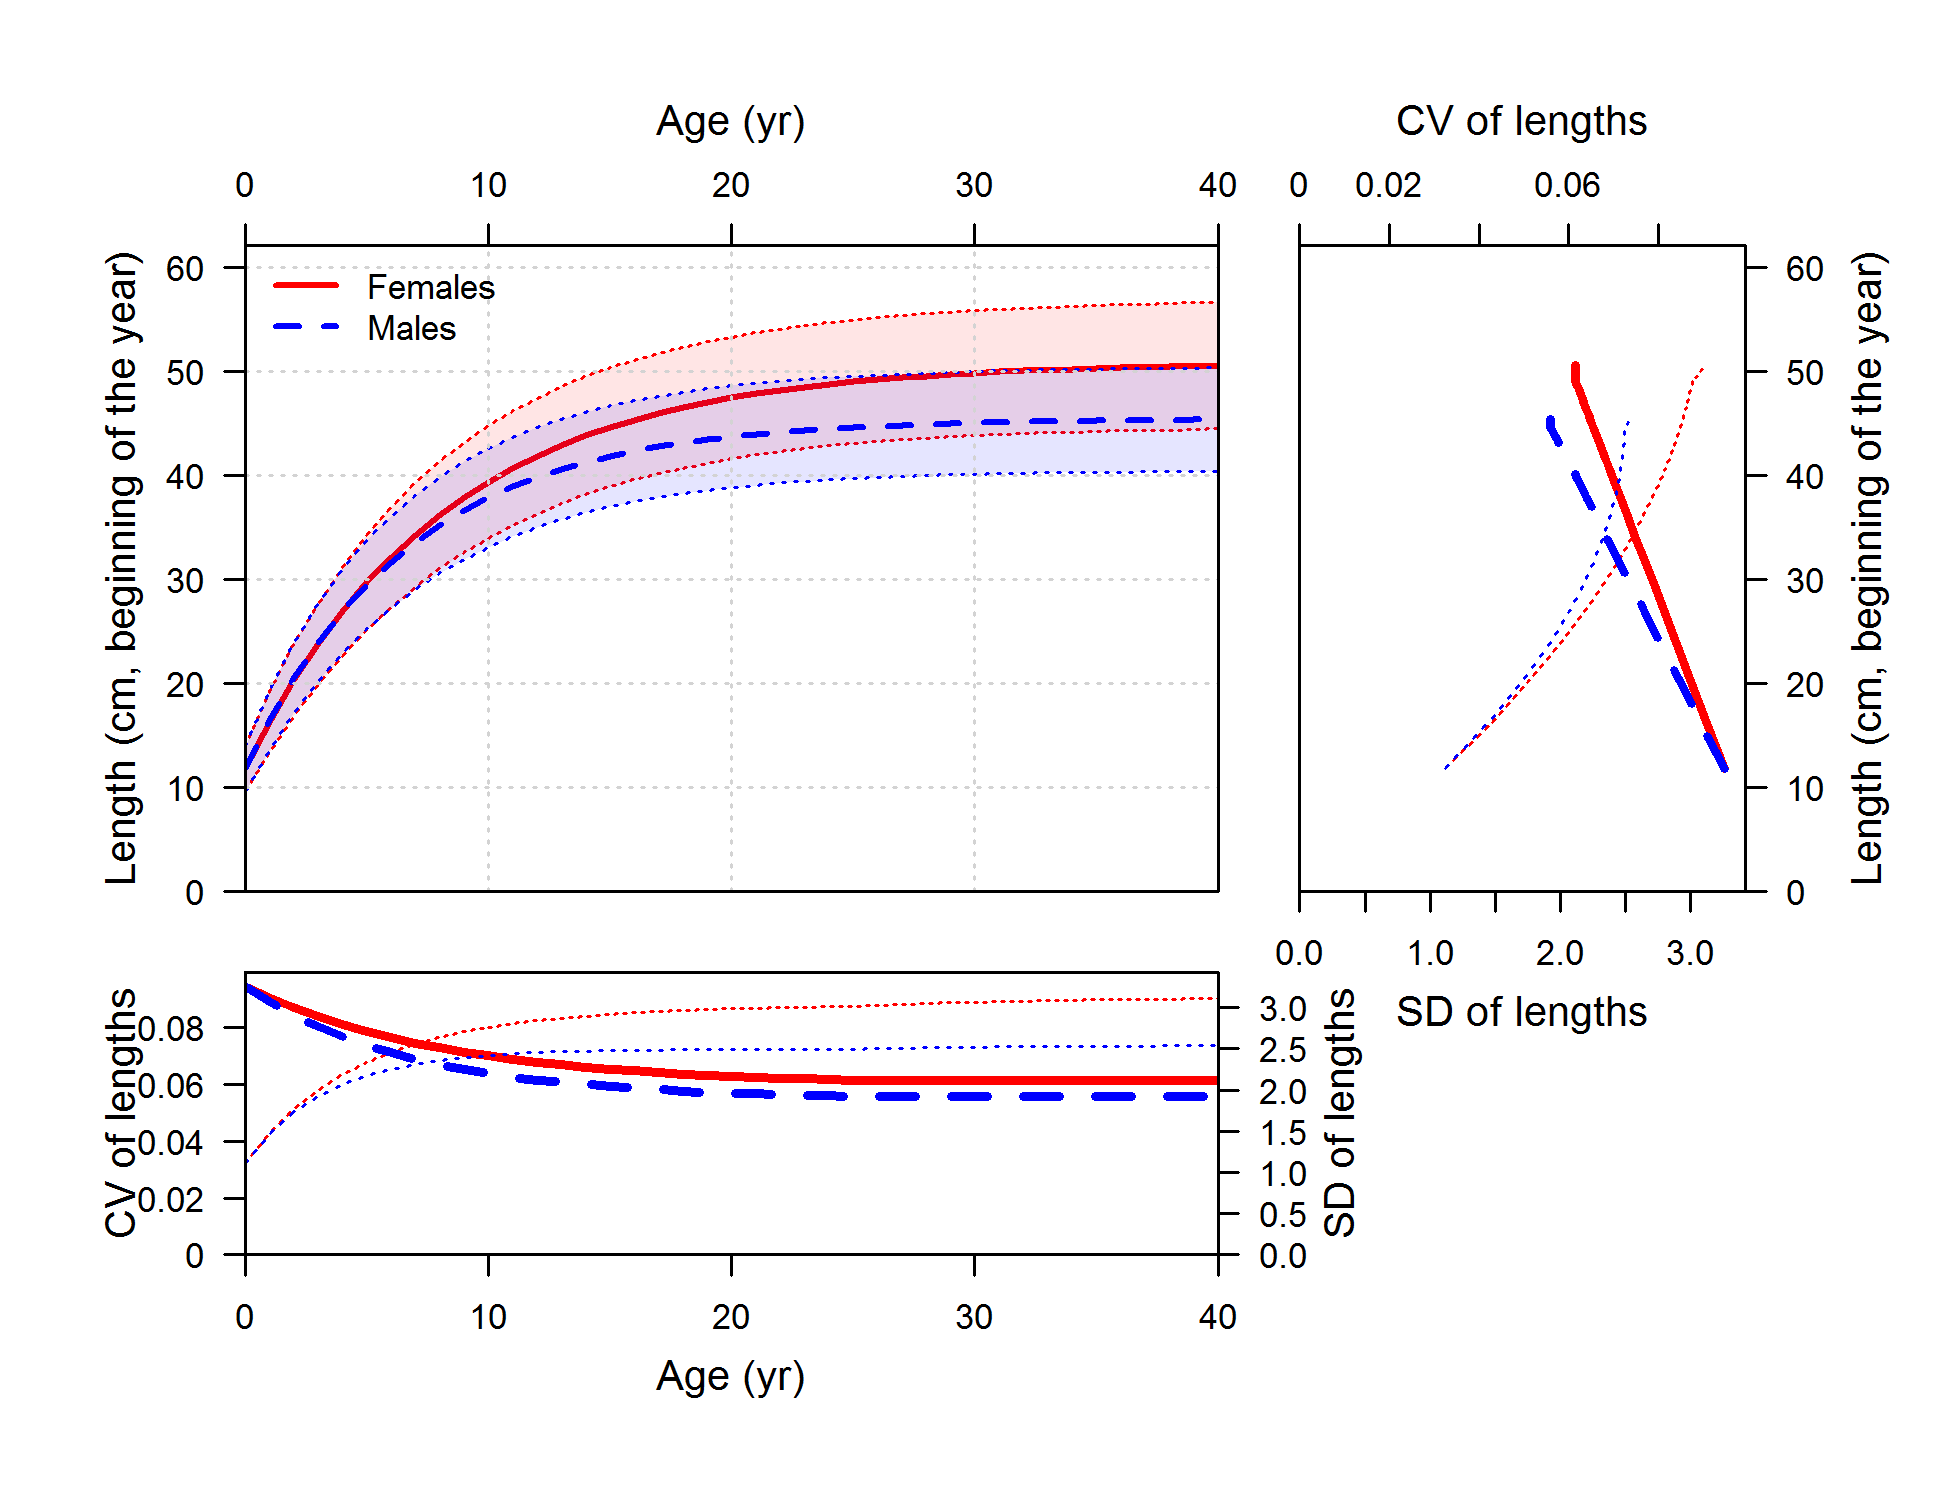 Age (yr)
CV of lengths
0 10 20 30 40
0 0.02 0.06
Length (cm, beginning of the year)
60
50
40
30
20
10
0
Females
Males
60
50
40
30
20
10
0
Length (cm, beginning of the year)
0.0 1.0 2.0 3.0
SD of lengths
CV of lengths
0.08
0.06
0.04
0.02
0
3.0
2.5
2.0
1.5
1.0
0.5
0.0
SD of lengths
0 10 20 30 40
Age (yr)